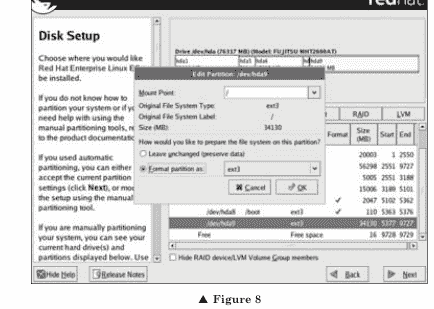 redhat.
Disk Setup
Choose where you would like
Red Hat Enterprise Linux
be installed.
If you do not know how to
partition your system or if
need help with using the
manual partitioning tools,
to the product documentatic
If you used automatic
partitioning, you can either
accept the current partition
settings (click Next), or mo
the setup using the manual
partitioning tool.
If you are manually partitioning
your system, you can see your
current hard drive(s) and
partitions displayed below. Use
Hide Help
Release Notes
Drive /dev/hda (76317 MB) (Model: FUJITSU MHT2080AT)
Edit Partition: /dev/hda9
Mount Point: /
Original File System Type: ext3
Original File System Label: /
Size (MB): 34130
How would you like to prepare the file system on this partition?
Leave unchanged (preserve data)
Format partition as: ext3
Cancel
OK
RAID
LVM
Format
Size (MB)
Start
End
20003 1 2550
56298 2551 9727
5005 2551 3188
15006 3189 5101
✓ 2047 5102 5362
/dev/hda8 /boot ext3 ✓ 110 5363 5376
/dev/hda9 ext3 34130 5377 9727
Free Free space 16 9728 9729
Hide RAID device/LVM Volume Group members
Back
Next
▲ Figure 8